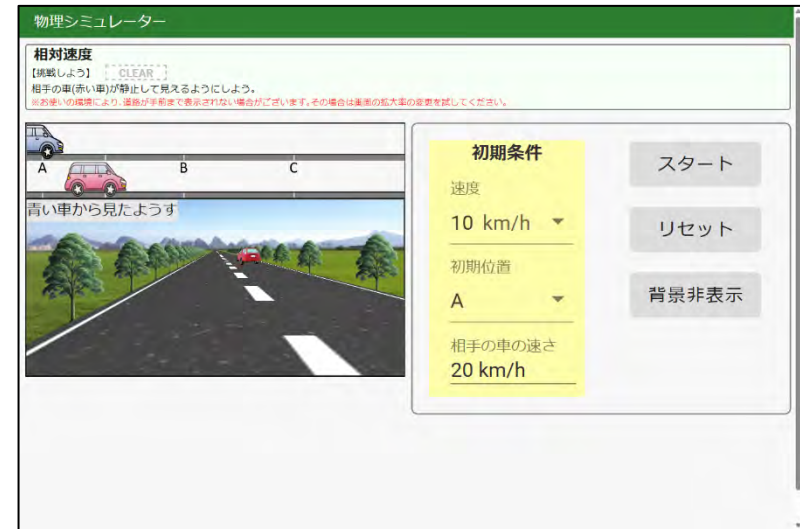 物理シミュレーター
相対速度
【挑戦しよう】 CLEAR
相手の車(赤い車)が静止して見えるようにしよう。
※お使いの環境により、道路が手前まで表示されない場合がございます。その場合は画面の拡大率の変更を試してください。
A B C
青い車から見たようす
初期条件
速度
10 km/h
初期位置
A
相手の車の速さ
20 km/h
スタート
リセット
背景非表示